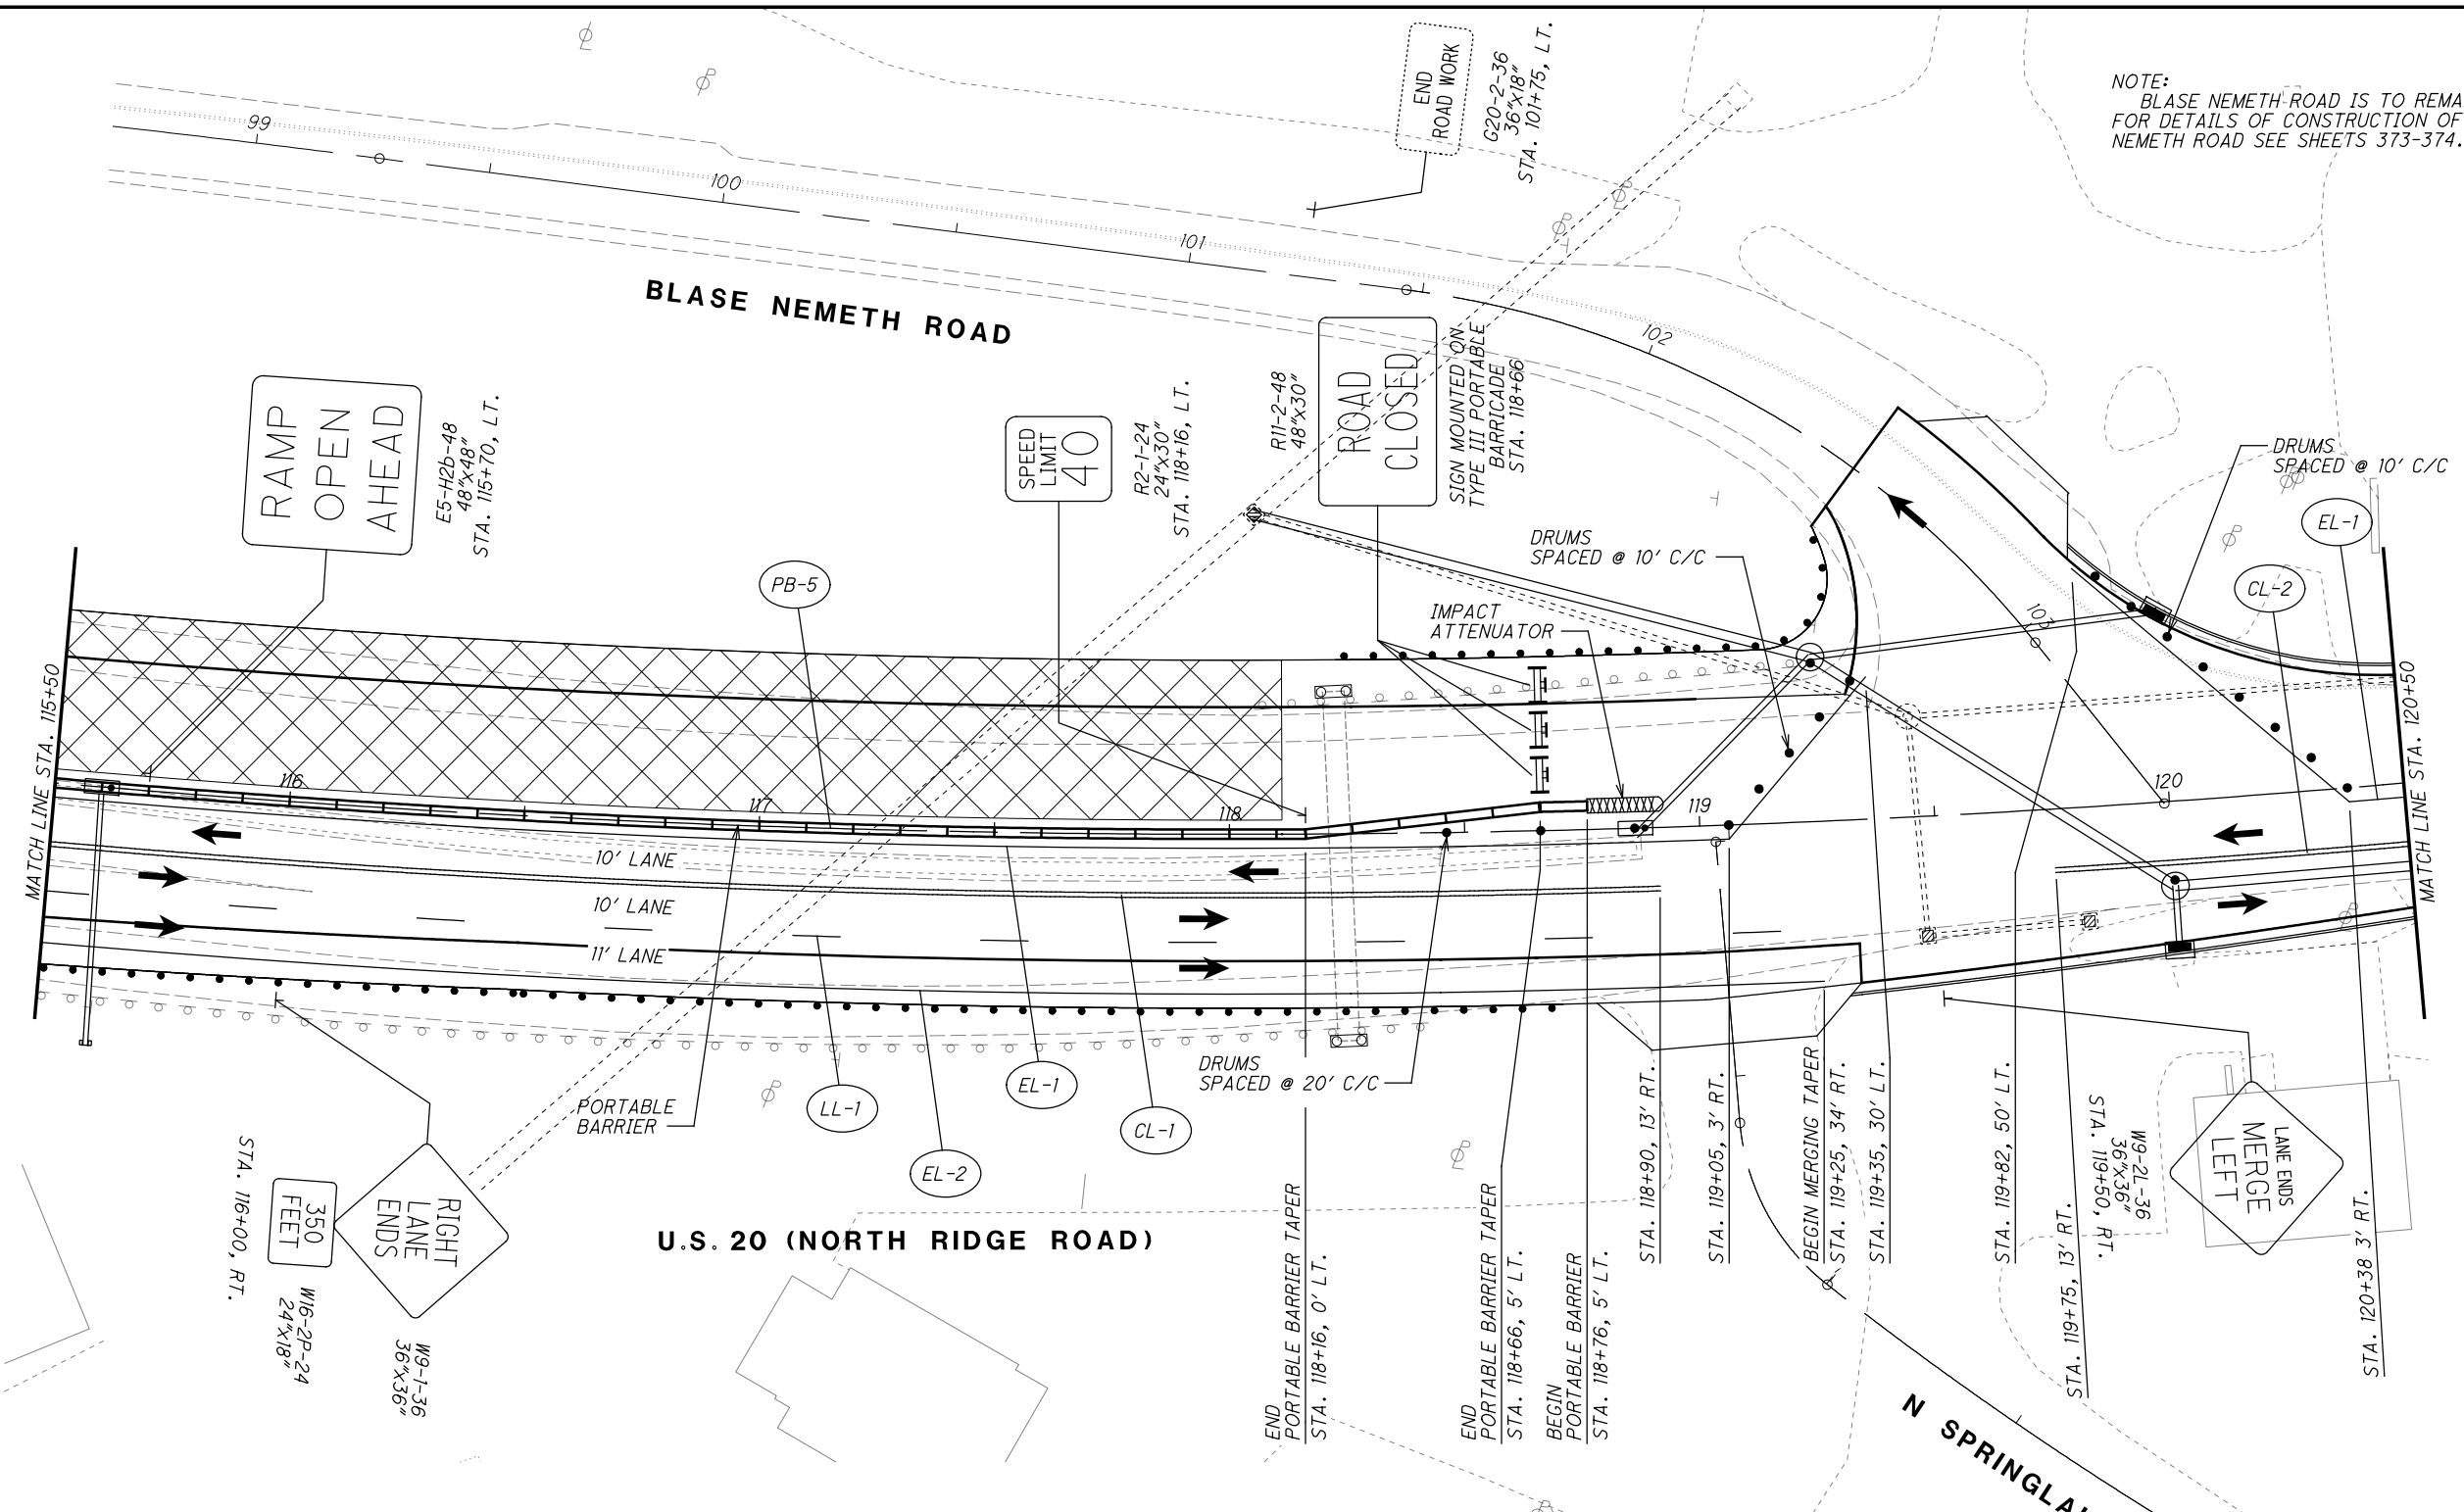 NOTE:
BLASE NEMETH ROAD IS TO REMA
FOR DETAILS OF CONSTRUCTION OF
NEMETH ROAD SEE SHEETS 373-374.
END
ROAD WORK
G20-2-36
36"x18"
STA. 101+75, LT.
99
100
101
102
103
BLASE NEMETH ROAD
RAMP
OPEN
AHEAD
E5-H2b-48
48"x48"
STA. 115+70, LT.
SPEED
LIMIT
40
R2-1-24
24"x30"
STA. 118+16, LT.
R11-2-48
48"x30"
ROAD
CLOSED
SIGN MOUNTED ON
TYPE III PORTABLE
BARRICADE
STA. 118+66
DRUMS
SPACED @ 10' C/C
DRUMS
SPACED @ 10' C/C
EL-1
CL-2
PB-5
IMPACT
ATTENUATOR
MATCH LINE STA. 115+50
MATCH LINE STA. 120+50
116
117
118
119
120
10' LANE
10' LANE
11' LANE
PORTABLE
BARRIER
LL-1
EL-2
EL-1
CL-1
DRUMS
SPACED @ 20' C/C
RIGHT
LANE
ENDS
W9-1-36
36"x36"
350
FEET
W16-2P-24
24"x18"
STA. 116+00, RT.
U.S. 20 (NORTH RIDGE ROAD)
END
PORTABLE BARRIER TAPER
STA. 118+16, 0' LT.
END
PORTABLE BARRIER TAPER
STA. 118+66, 5' LT.
BEGIN
PORTABLE BARRIER
STA. 118+76, 5' LT.
STA. 118+90, 13' RT.
STA. 119+05, 3' RT.
BEGIN MERGING TAPER
STA. 119+25, 34' RT.
STA. 119+35, 30' LT.
STA. 119+82, 50' LT.
STA. 119+75, 13' RT.
LANE ENDS
MERGE
LEFT
W9-2L-36
36"x36"
STA. 119+50, RT.
STA. 120+38 3' RT.
N SPRINGLA